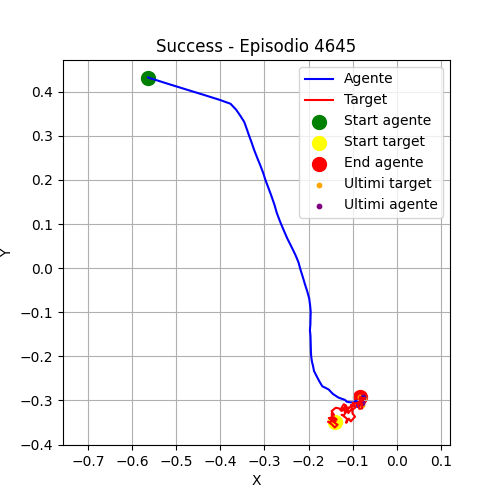 Success - Episodio 4645
Agente
Target
Start agente
Start target
End agente
Ultimi target
Ultimi agente
0.4
0.3
0.2
0.1
0.0
−0.1
−0.2
−0.3
−0.4
Y
−0.7 −0.6 −0.5 −0.4 −0.3 −0.2 −0.1 0.0 0.1
X